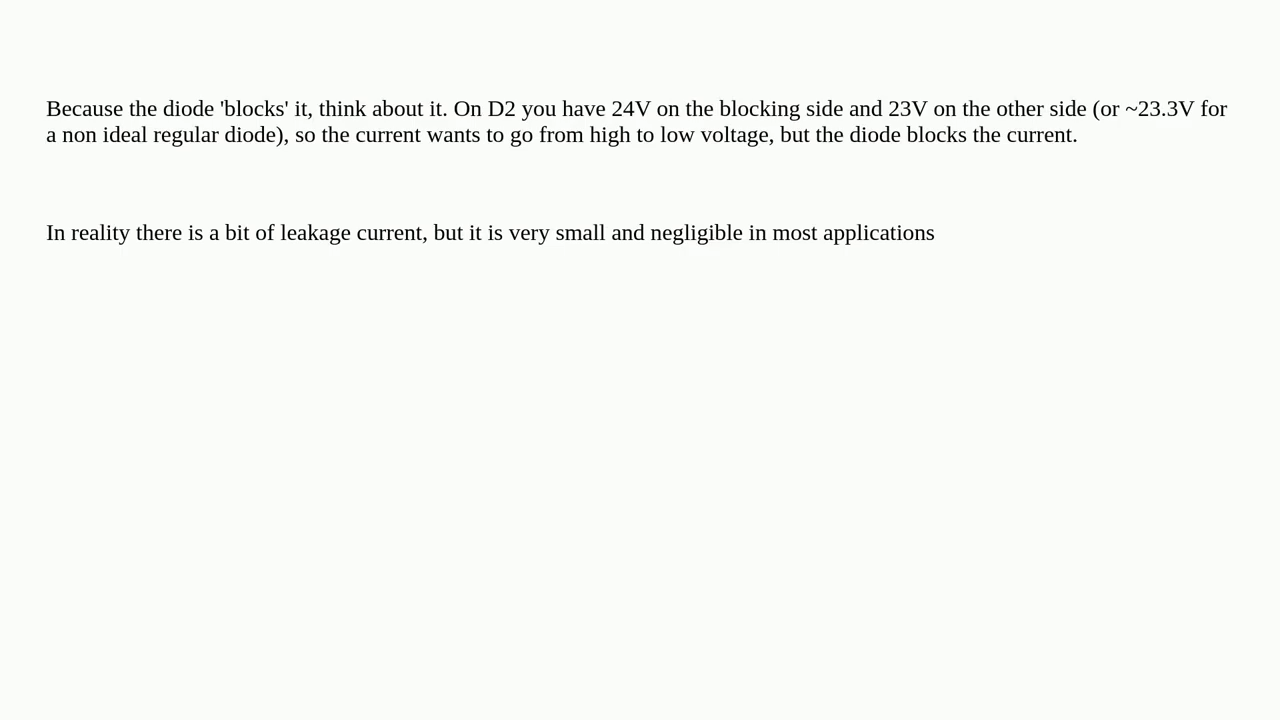 Because the diode 'blocks' it, think about it. On D2 you have 24V on the blocking side and 23V on the other side (or ~23.3V for
a non ideal regular diode), so the current wants to go from high to low voltage, but the diode blocks the current.
In reality there is a bit of leakage current, but it is very small and negligible in most applications